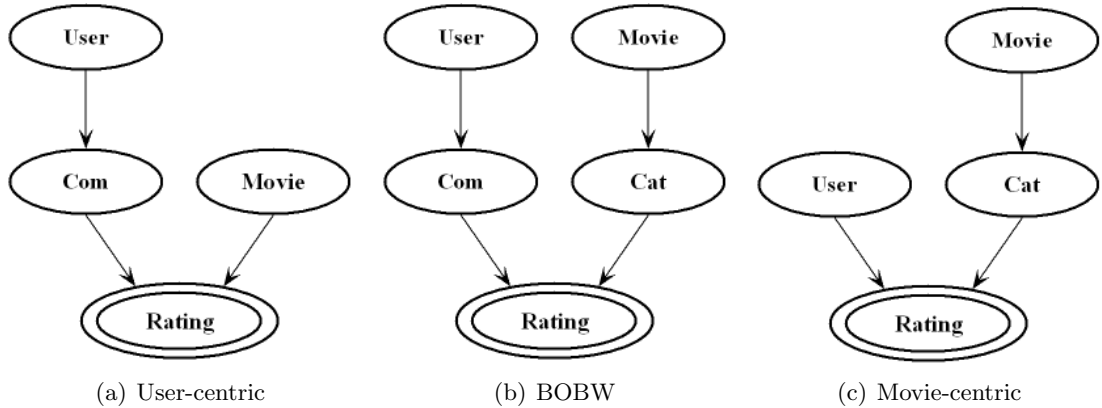 User
Com
Movie
Rating
(a) User-centric
User
Movie
Com
Cat
Rating
(b) BOBW
Movie
User
Cat
Rating
(c) Movie-centric